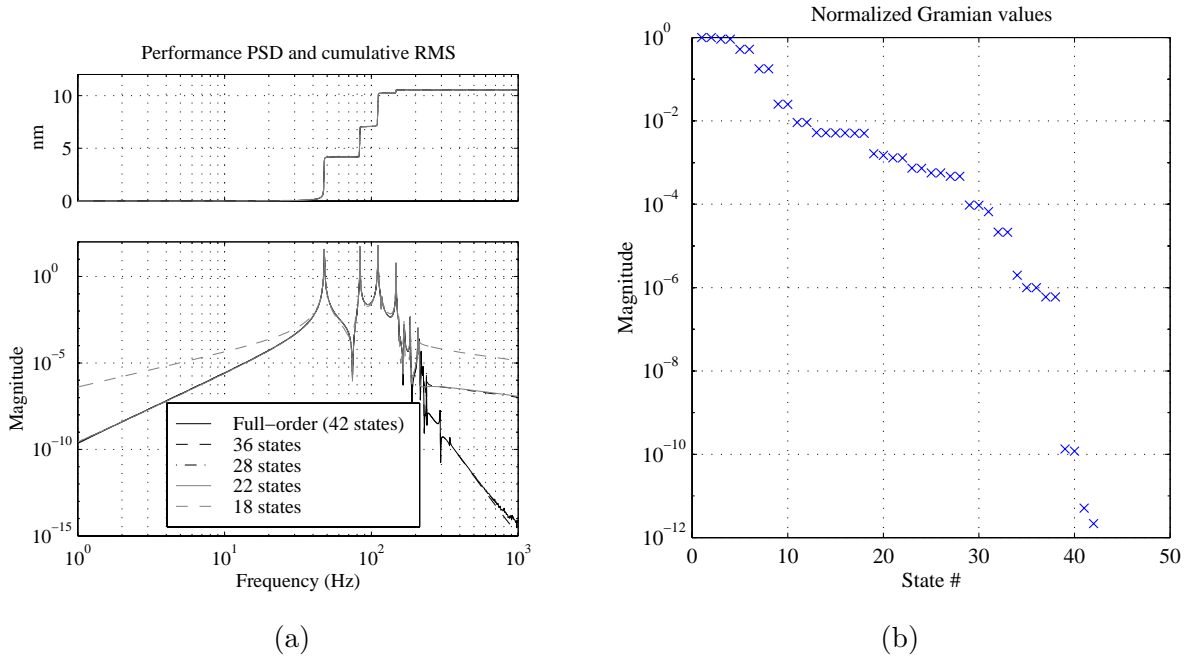 Performance PSD and cumulative RMS
10
5
0
nm
10^0
10^-5
10^-10
10^-15
Magnitude
Full-order (42 states)
36 states
28 states
22 states
18 states
10^0
10^1
10^2
10^3
Frequency (Hz)
(a)
Normalized Gramian values
10^0
10^-2
10^-4
10^-6
10^-8
10^-10
10^-12
Magnitude
0
10
20
30
40
50
State #
(b)